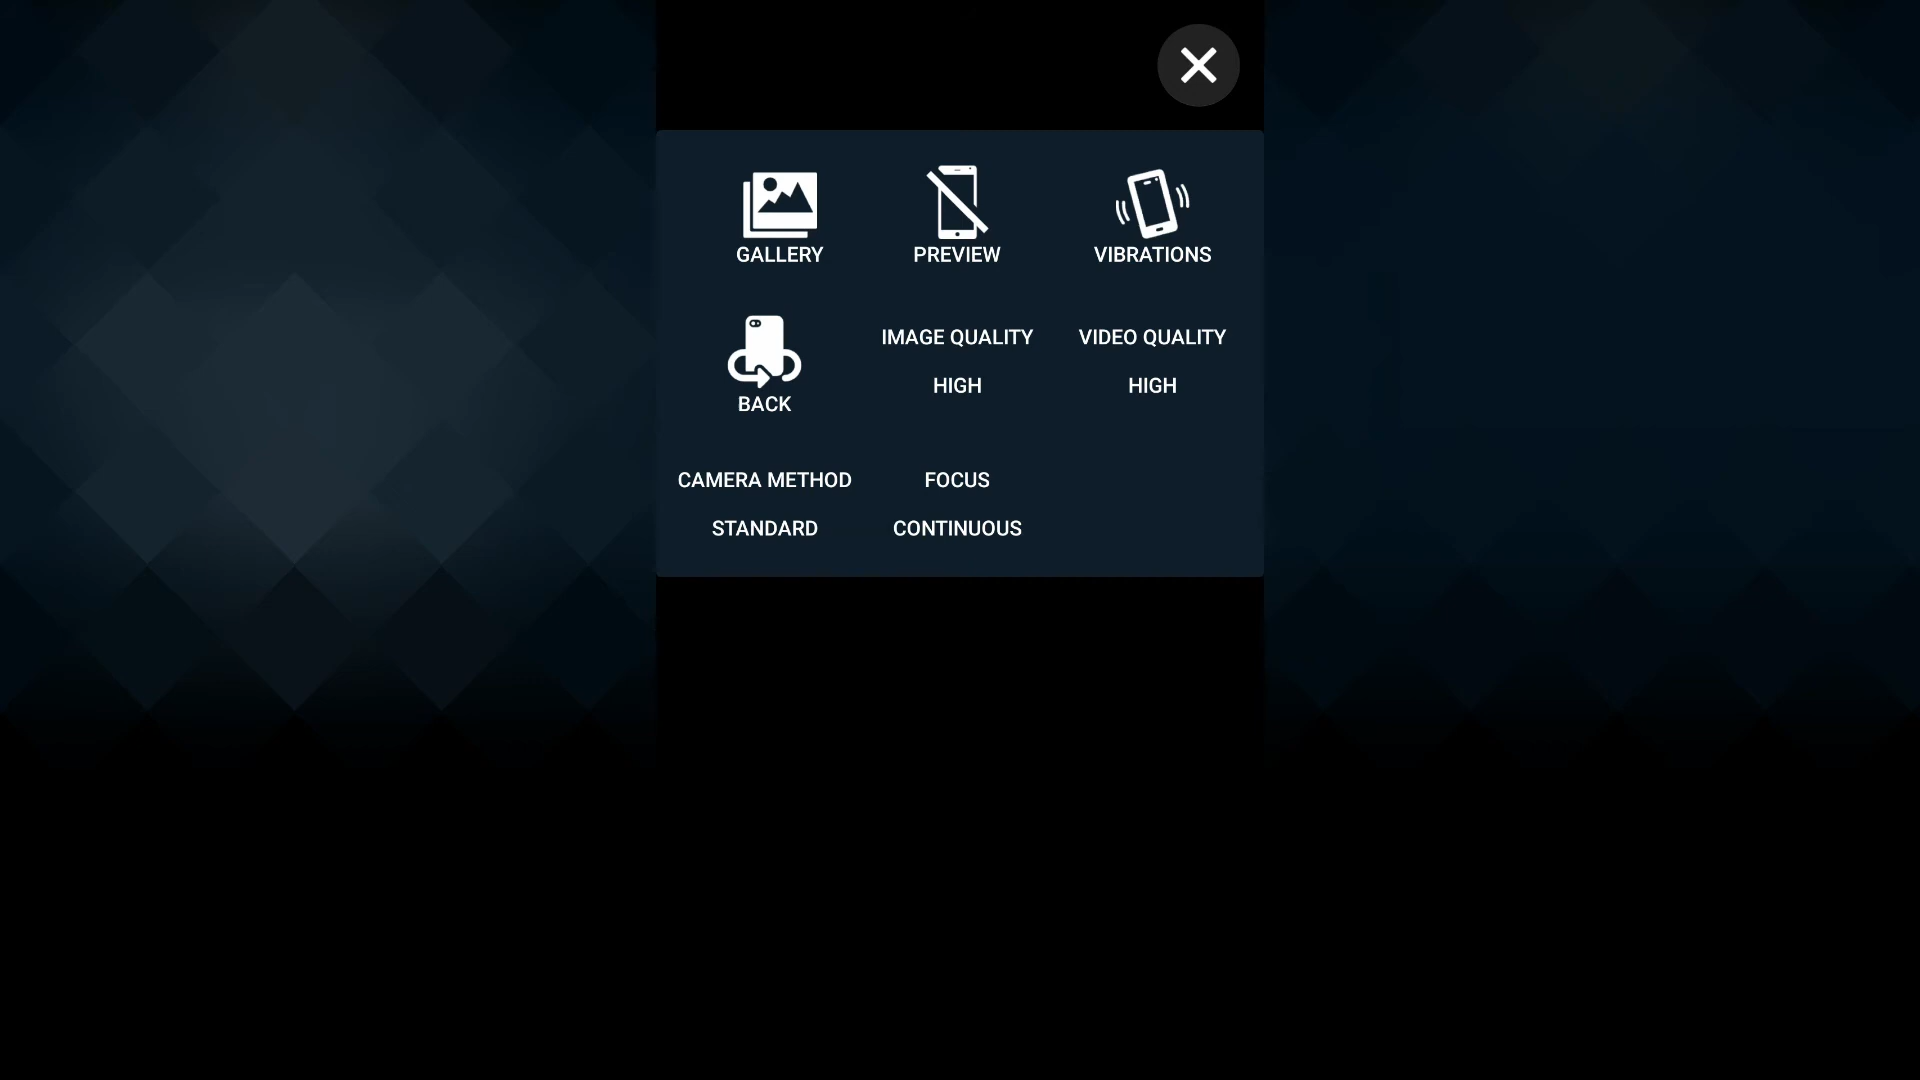 GALLERY
PREVIEW
VIBRATIONS
BACK
IMAGE QUALITY
HIGH
VIDEO QUALITY
HIGH
CAMERA METHOD
STANDARD
FOCUS
CONTINUOUS